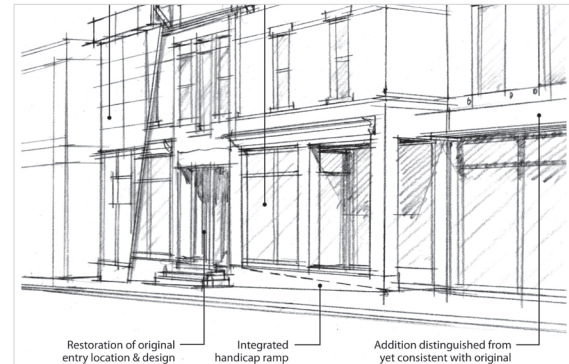 Restoration of original
entry location & design
Integrated
handicap ramp
Addition distinguished from
yet consistent with original